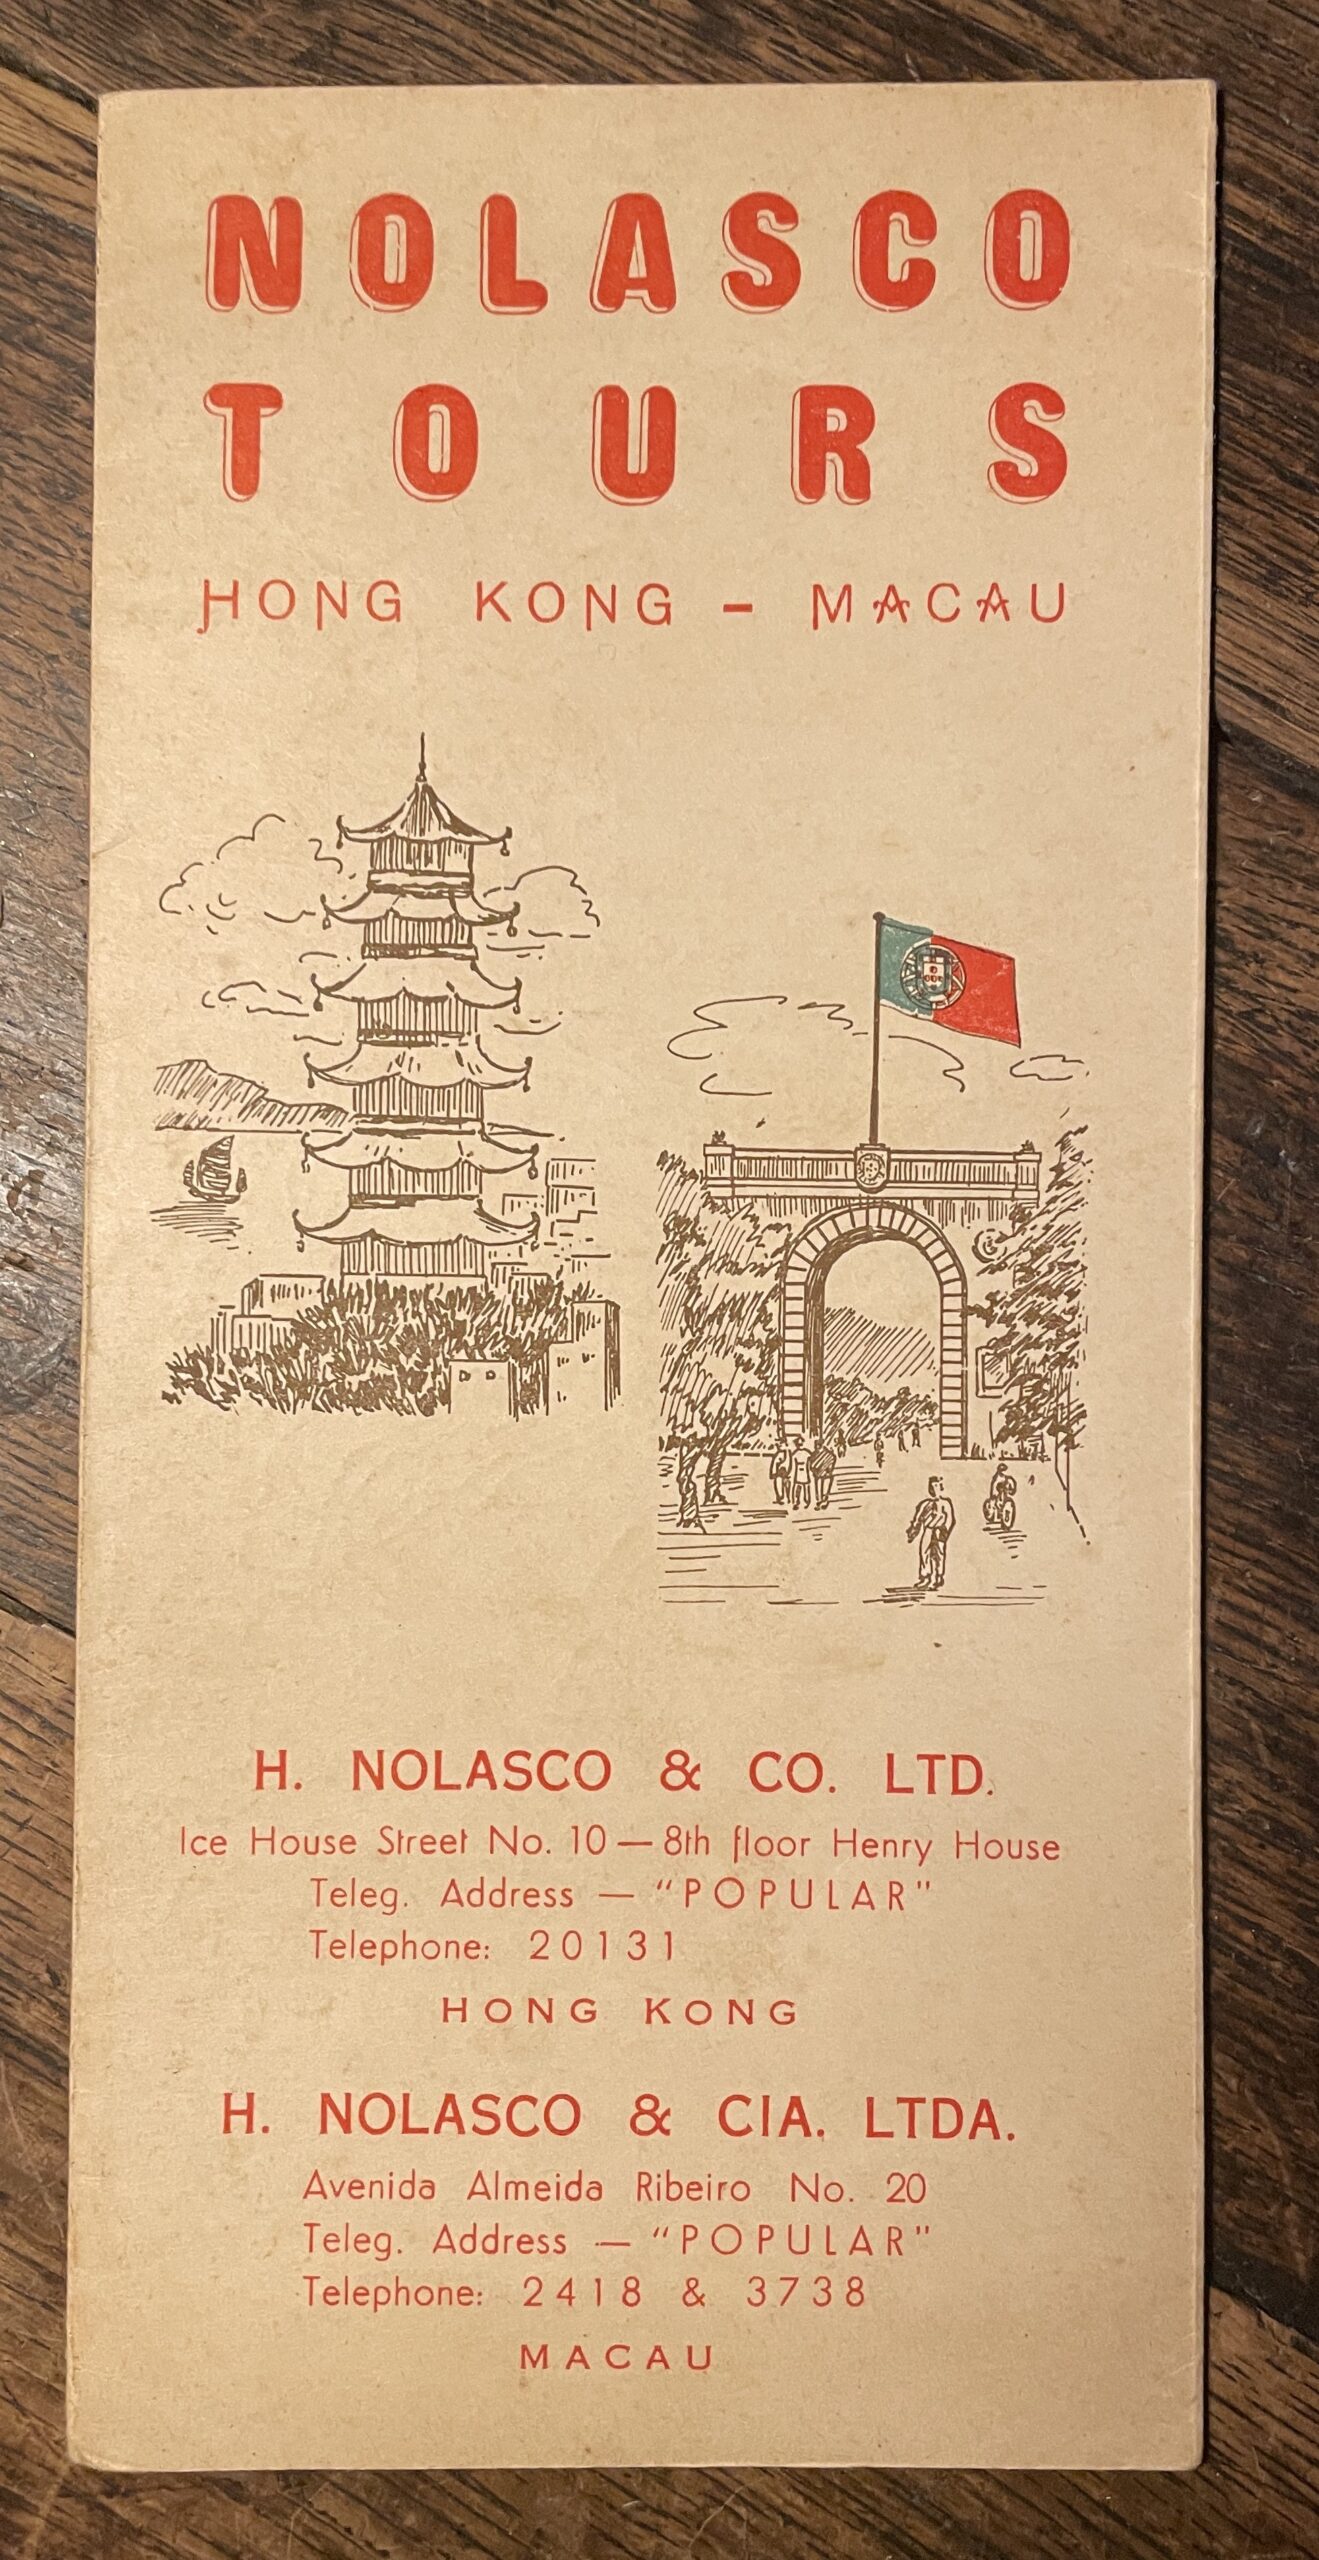 NOLASCO
TOURS
HONG KONG - MACAU
H. NOLASCO & CO. LTD.
Ice House Street No. 10 — 8th floor Henry House
Teleg. Address — "POPULAR"
Telephone: 20131
HONG KONG
H. NOLASCO & CIA. LTDA.
Avenida Almeida Ribeiro No. 20
Teleg. Address — "POPULAR"
Telephone: 2418 & 3738
MACAU